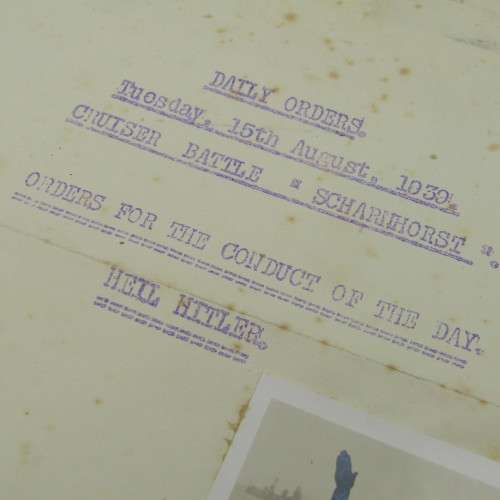 DAILY ORDERS.
Tuesday, 15th August, 1939.
CRUISER BATTLE " SCHARNHORST ".
ORDERS FOR THE CONDUCT OF THE DAY.
HEIL HITLER.